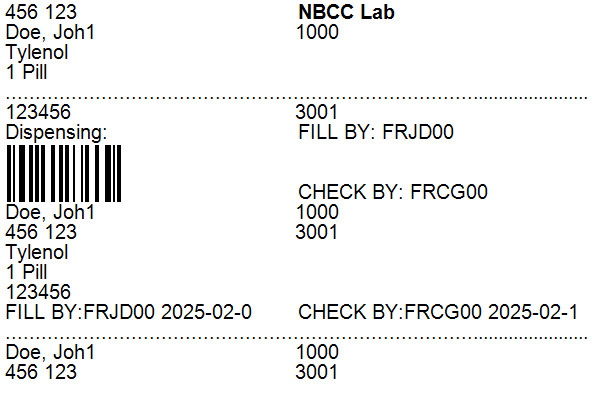 456 123 NBCC Lab
Doe, Joh1 1000
Tylenol
1 Pill
123456 3001
Dispensing: FILL BY: FRJD00
CHECK BY: FRCG00
Doe, Joh1 1000
456 123 3001
Tylenol
1 Pill
123456
FILL BY:FRJD00 2025-02-0 CHECK BY:FRCG00 2025-02-1
Doe, Joh1 1000
456 123 3001